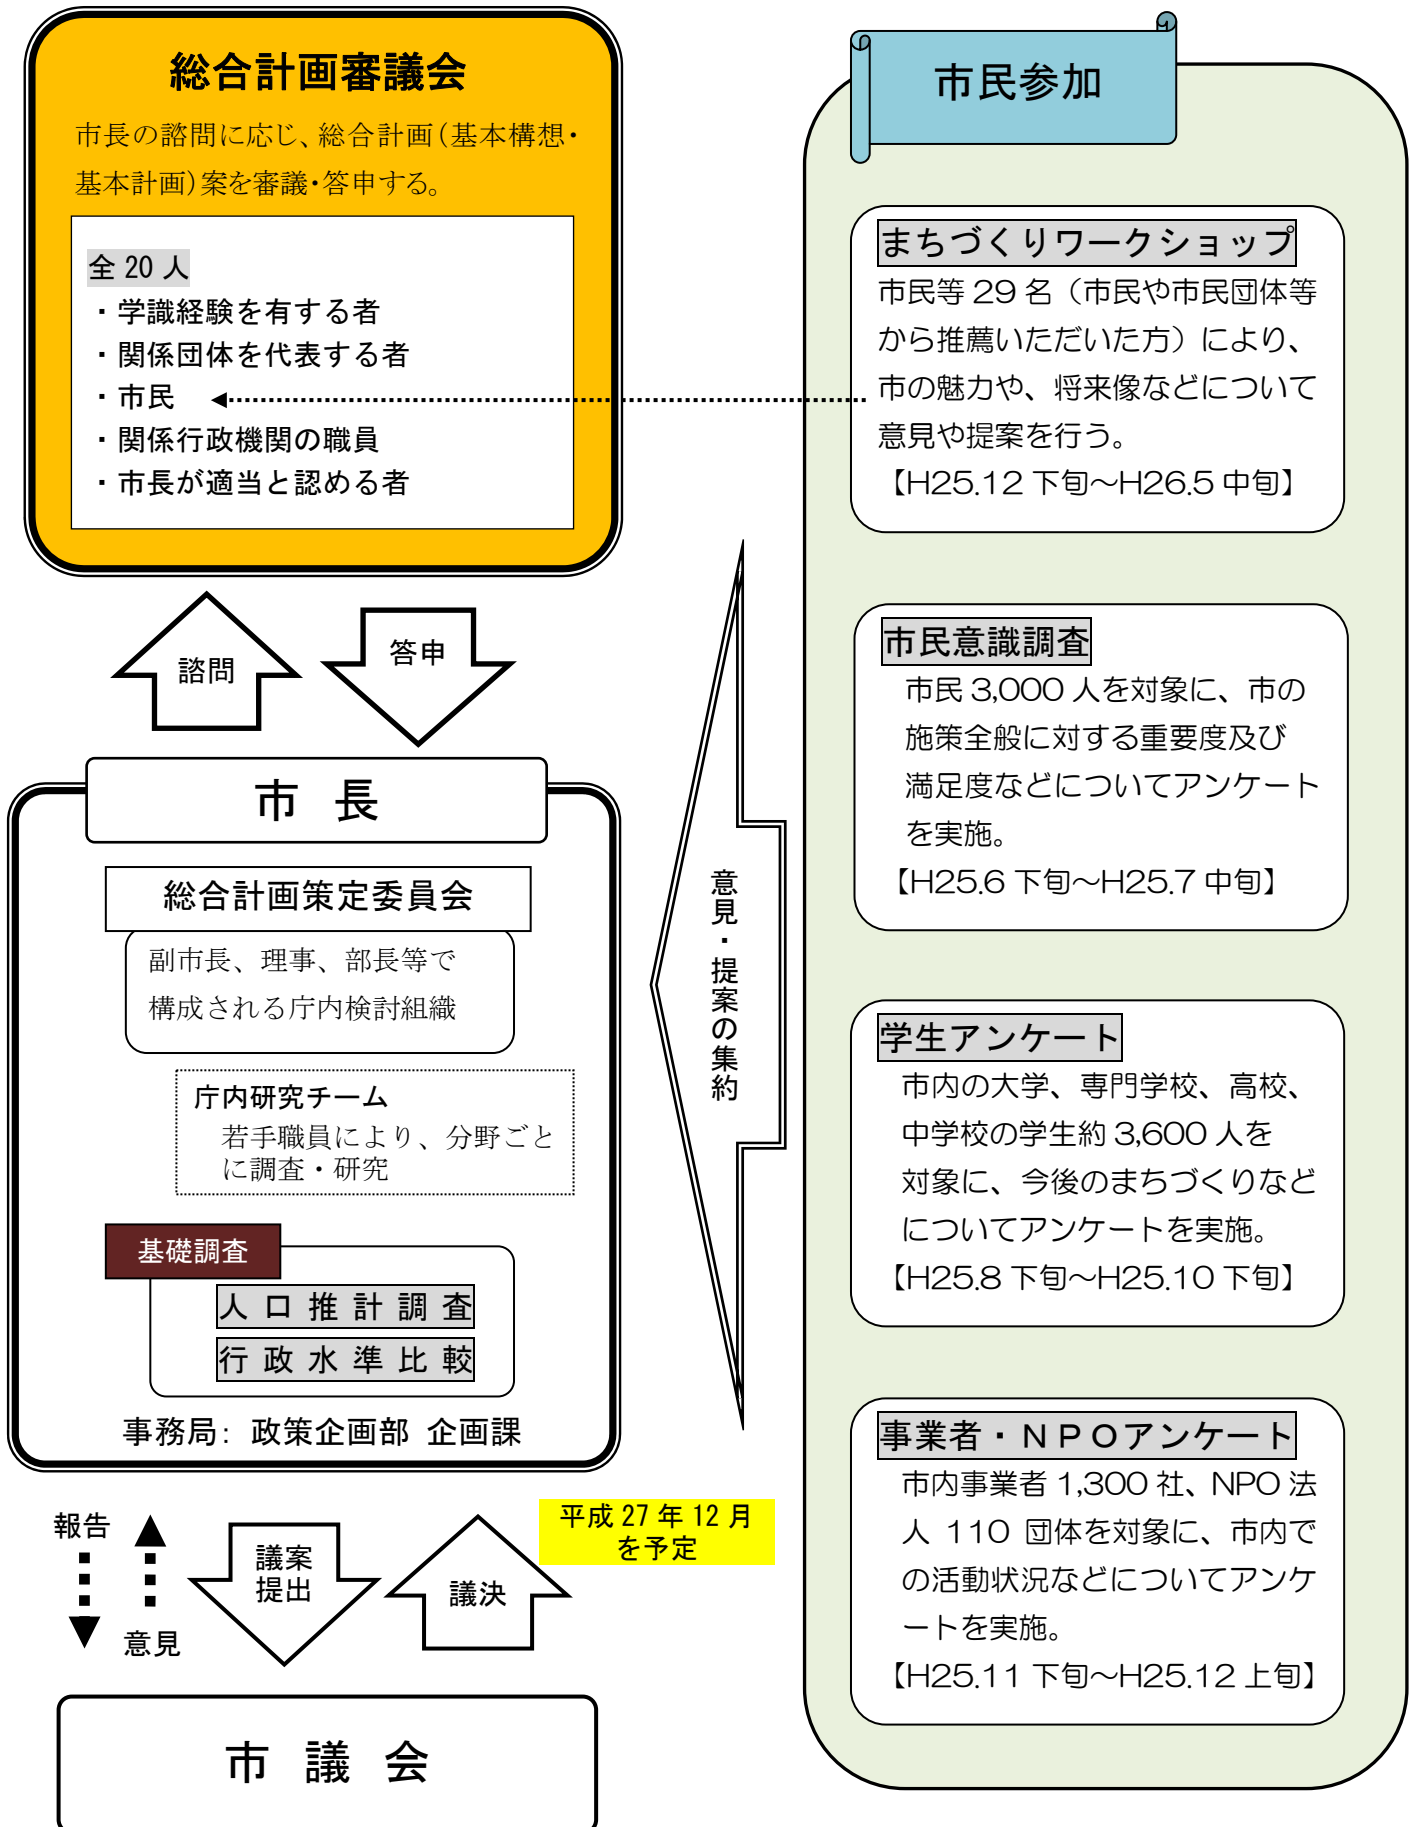 総合計画審議会
市長の諮問に応じ、総合計画（基本構想・
基本計画）案を審議・答申する。
全 20 人
・学識経験を有する者
・関係団体を代表する者
・市民
・関係行政機関の職員
・市長が適当と認める者
諮問
答申
市 長
総合計画策定委員会
副市長、理事、部長等で
構成される庁内検討組織
庁内研究チーム
若手職員により、分野ごと
に調査・研究
基礎調査
人口推計調査
行政水準比較
事務局： 政策企画部 企画課
報告
意見
議案
提出
議決
平成 27 年 12 月
を予定
市 議 会
意見・提案の集約
市民参加
まちづくりワークショップ
市民等 29 名（市民や市民団体等
から推薦いただいた方）により、
市の魅力や、将来像などについて
意見や提案を行う。
【H25.12 下旬～H26.5 中旬】
市民意識調査
市民 3,000 人を対象に、市の
施策全般に対する重要度及び
満足度などについてアンケート
を実施。
【H25.6 下旬～H25.7 中旬】
学生アンケート
市内の大学、専門学校、高校、
中学校の学生約 3,600 人を
対象に、今後のまちづくりなど
についてアンケートを実施。
【H25.8 下旬～H25.10 下旬】
事業者・ＮＰＯアンケート
市内事業者 1,300 社、NPO 法
人 110 団体を対象に、市内で
の活動状況などについてアンケ
ートを実施。
【H25.11 下旬～H25.12 上旬】